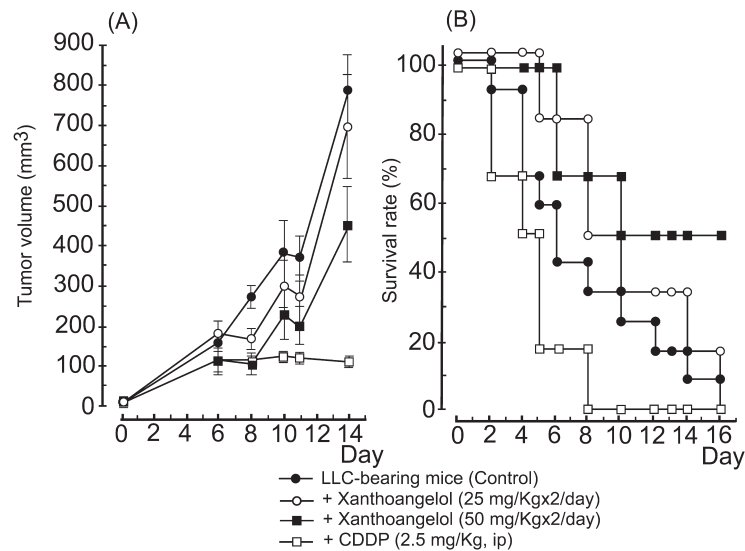 (A)
(B)
900
800
700
600
500
400
300
200
100
0
Tumor volume (mm3)
0 2 4 6 8 10 12 14
Day
100
80
60
40
20
0
Survival rate (%)
0 2 4 6 8 10 12 14 16
Day
LLC-bearing mice (Control)
+ Xanthoangelol (25 mg/Kgx2/day)
+ Xanthoangelol (50 mg/Kgx2/day)
+ CDDP (2.5 mg/Kg, ip)